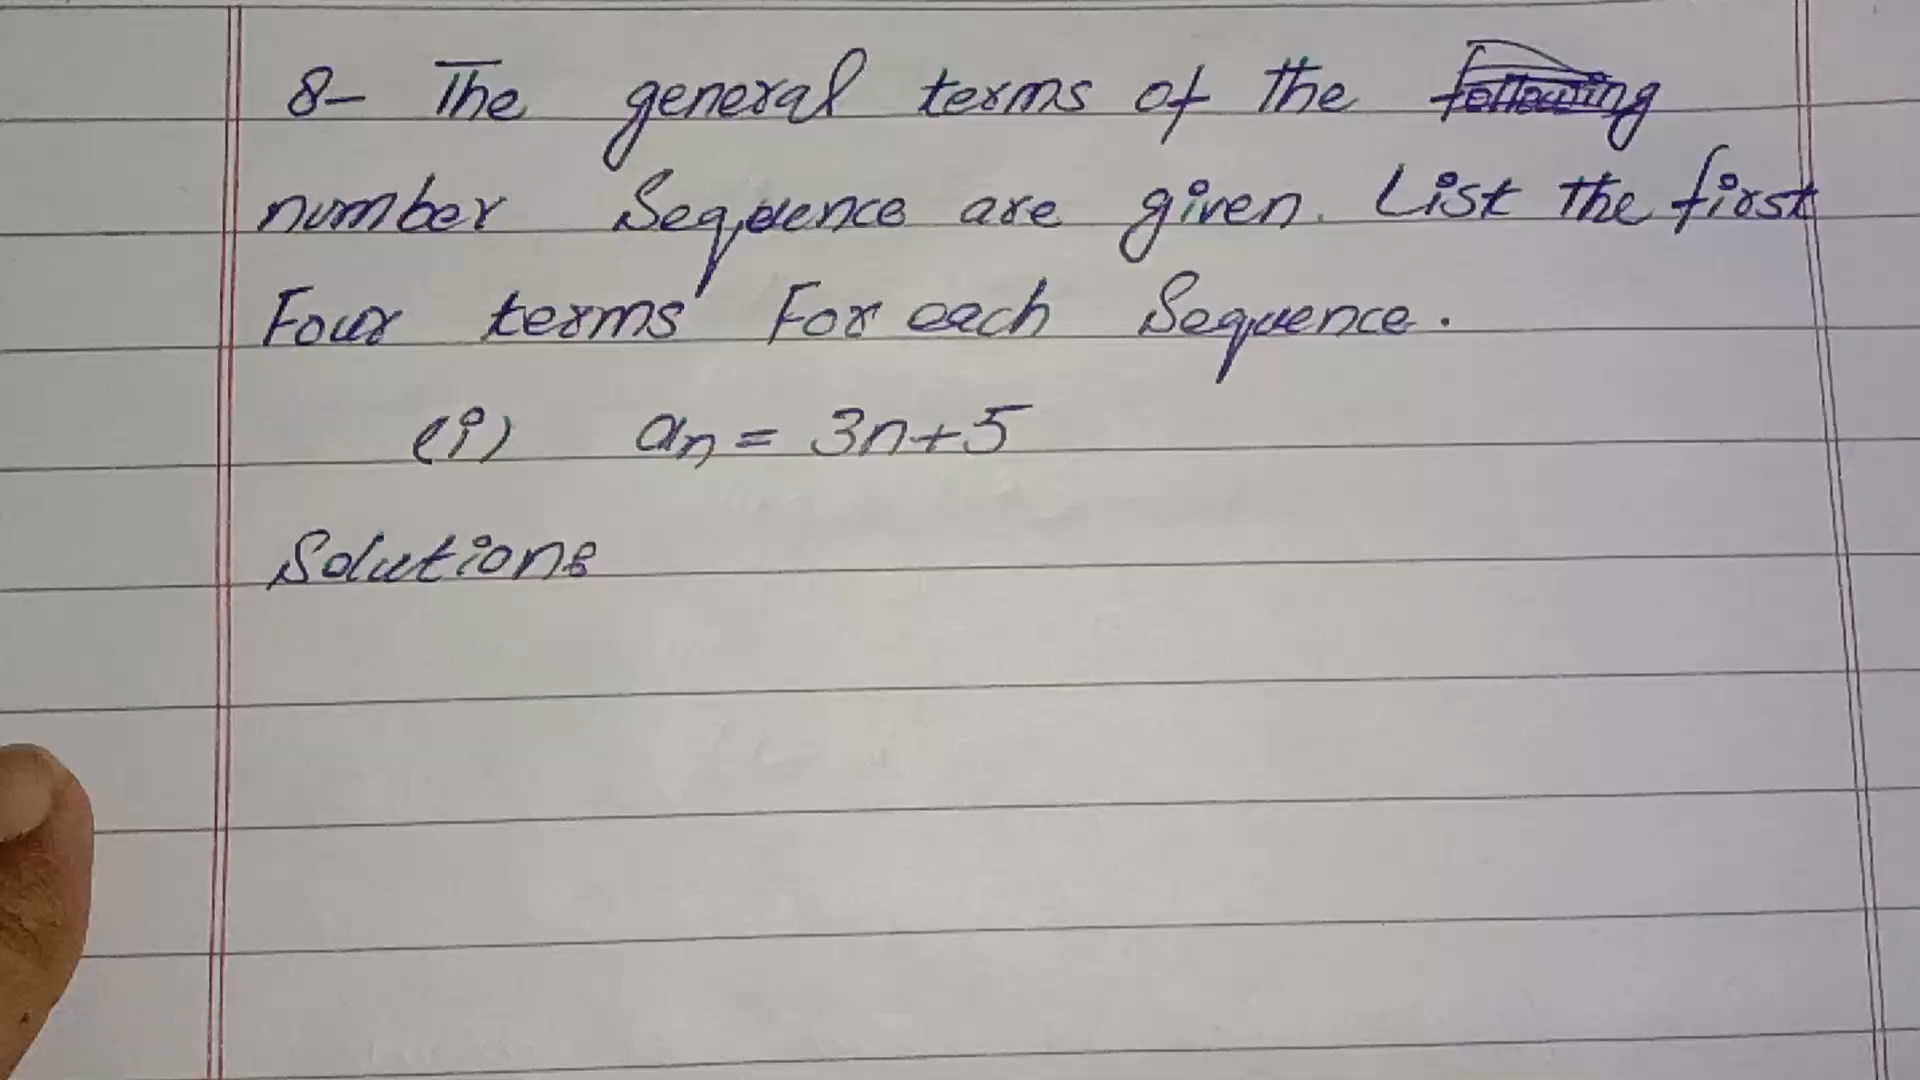 8- The general terms of the following
number Sequence are given. List the first
Four terms For each Sequence.
(i) an = 3n+5
Solution: